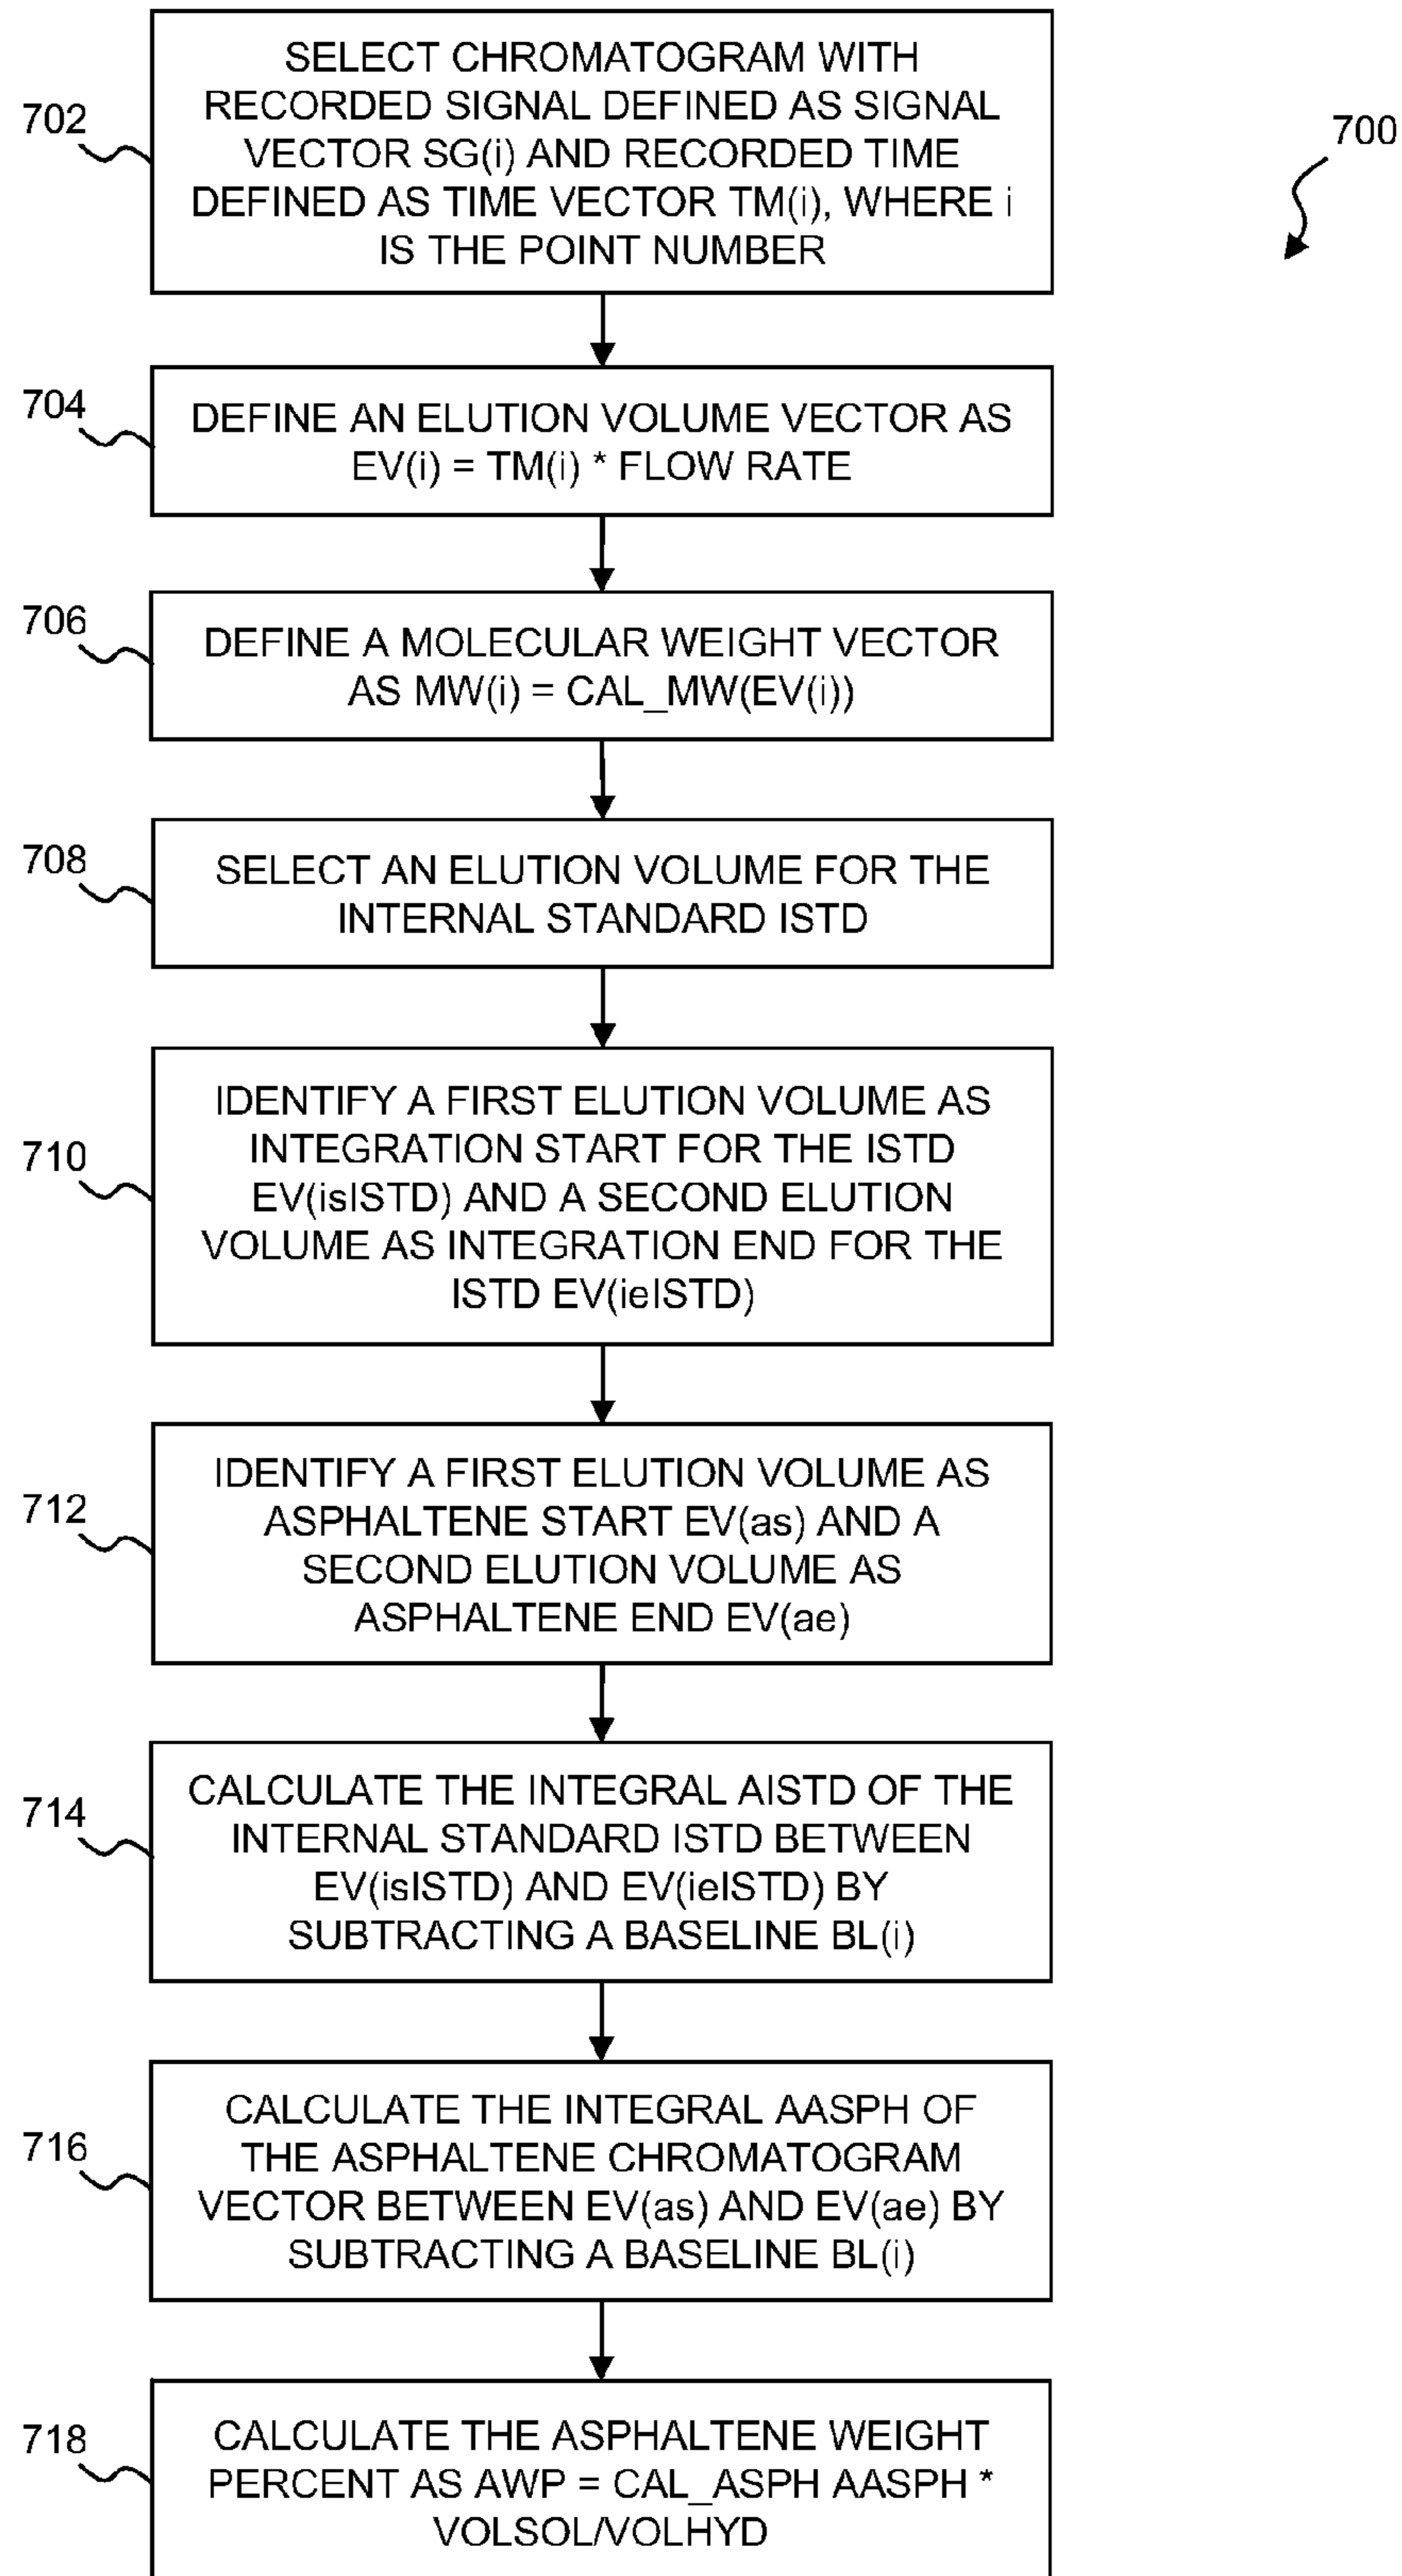 700
702
SELECT CHROMATOGRAM WITH
RECORDED SIGNAL DEFINED AS SIGNAL
VECTOR SG(i) AND RECORDED TIME
DEFINED AS TIME VECTOR TM(i), WHERE i
IS THE POINT NUMBER
704
DEFINE AN ELUTION VOLUME VECTOR AS
EV(i) = TM(i) * FLOW RATE
706
DEFINE A MOLECULAR WEIGHT VECTOR
AS MW(i) = CAL_MW(EV(i))
708
SELECT AN ELUTION VOLUME FOR THE
INTERNAL STANDARD ISTD
710
IDENTIFY A FIRST ELUTION VOLUME AS
INTEGRATION START FOR THE ISTD
EV(isISTD) AND A SECOND ELUTION
VOLUME AS INTEGRATION END FOR THE
ISTD EV(ieISTD)
712
IDENTIFY A FIRST ELUTION VOLUME AS
ASPHALTENE START EV(as) AND A
SECOND ELUTION VOLUME AS
ASPHALTENE END EV(ae)
714
CALCULATE THE INTEGRAL AISTD OF THE
INTERNAL STANDARD ISTD BETWEEN
EV(isISTD) AND EV(ieISTD) BY
SUBTRACTING A BASELINE BL(i)
716
CALCULATE THE INTEGRAL AASPH OF
THE ASPHALTENE CHROMATOGRAM
VECTOR BETWEEN EV(as) AND EV(ae) BY
SUBTRACTING A BASELINE BL(i)
718
CALCULATE THE ASPHALTENE WEIGHT
PERCENT AS AWP = CAL_ASPH AASPH *
VOLSOL/VOLHYD